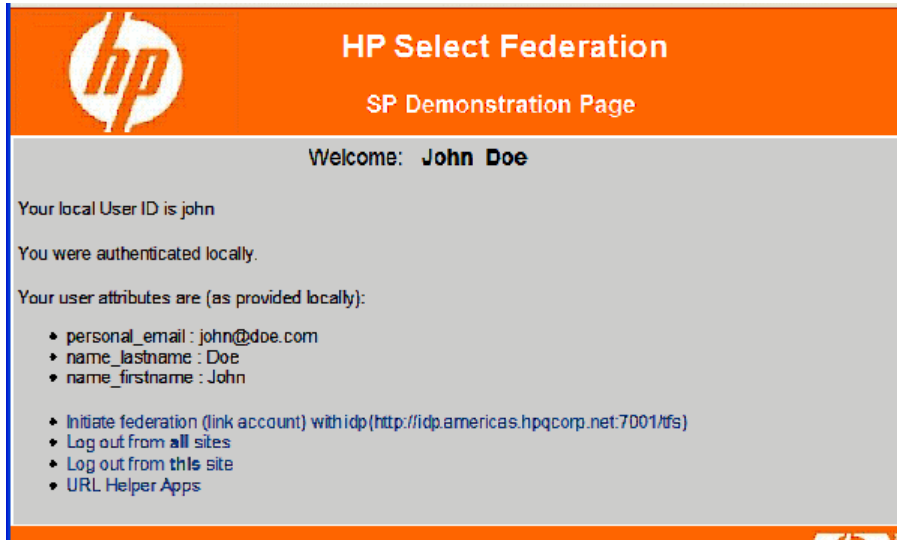 hp
HP Select Federation
SP Demonstration Page
Welcome: John Doe
Your local User ID is john
You were authenticated locally.
Your user attributes are (as provided locally):
personal_email : john@doe.com
name_lastname : Doe
name_firstname : John
Initiate federation (link account) with idp(http://idp.americas.hpqcorp.net:7001/tfs)
Log out from all sites
Log out from this site
URL Helper Apps